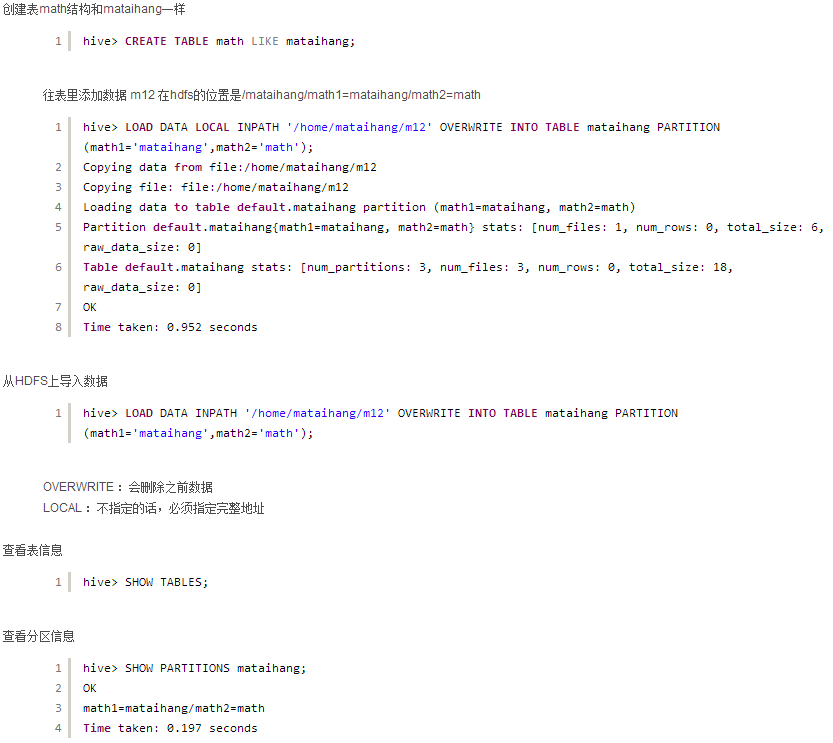 创建表math结构和mataihang一样
1 hive> CREATE TABLE math LIKE mataihang;
往表里添加数据 m12 在hdfs的位置是/mataihang/math1=mataihang/math2=math
1 hive> LOAD DATA LOCAL INPATH '/home/mataihang/m12' OVERWRITE INTO TABLE mataihang PARTITION
(math1='mataihang',math2='math');
2 Copying data from file:/home/mataihang/m12
3 Copying file: file:/home/mataihang/m12
4 Loading data to table default.mataihang partition (math1=mataihang, math2=math)
5 Partition default.mataihang{math1=mataihang, math2=math} stats: [num_files: 1, num_rows: 0, total_size: 6,
raw_data_size: 0]
6 Table default.mataihang stats: [num_partitions: 3, num_files: 3, num_rows: 0, total_size: 18,
raw_data_size: 0]
7 OK
8 Time taken: 0.952 seconds
从HDFS上导入数据
1 hive> LOAD DATA INPATH '/home/mataihang/m12' OVERWRITE INTO TABLE mataihang PARTITION
(math1='mataihang',math2='math');
OVERWRITE： 会删除之前数据
LOCAL： 不指定的话，必须指定完整地址
查看表信息
1 hive> SHOW TABLES;
查看分区信息
1 hive> SHOW PARTITIONS mataihang;
2 OK
3 math1=mataihang/math2=math
4 Time taken: 0.197 seconds